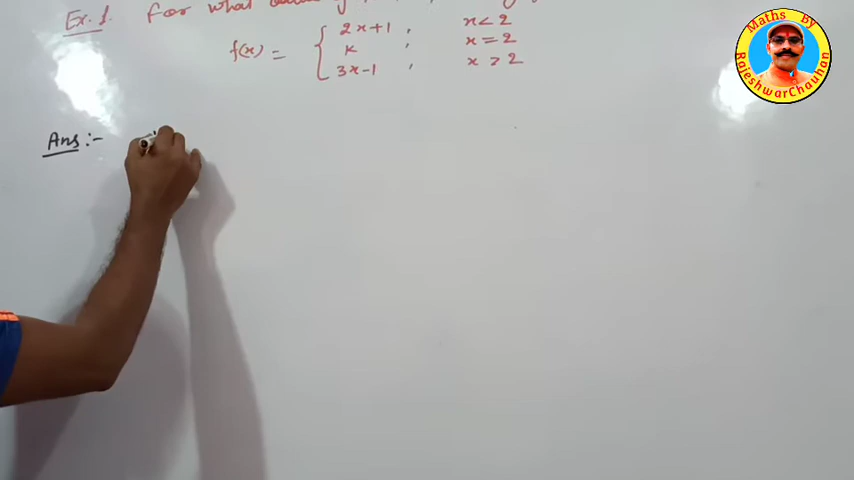 Ex. 1. for what
f(x) = { 2x+1 , x < 2
k , x = 2
3x-1 , x > 2
Ans :-
Maths By
RajeshwarChauhan